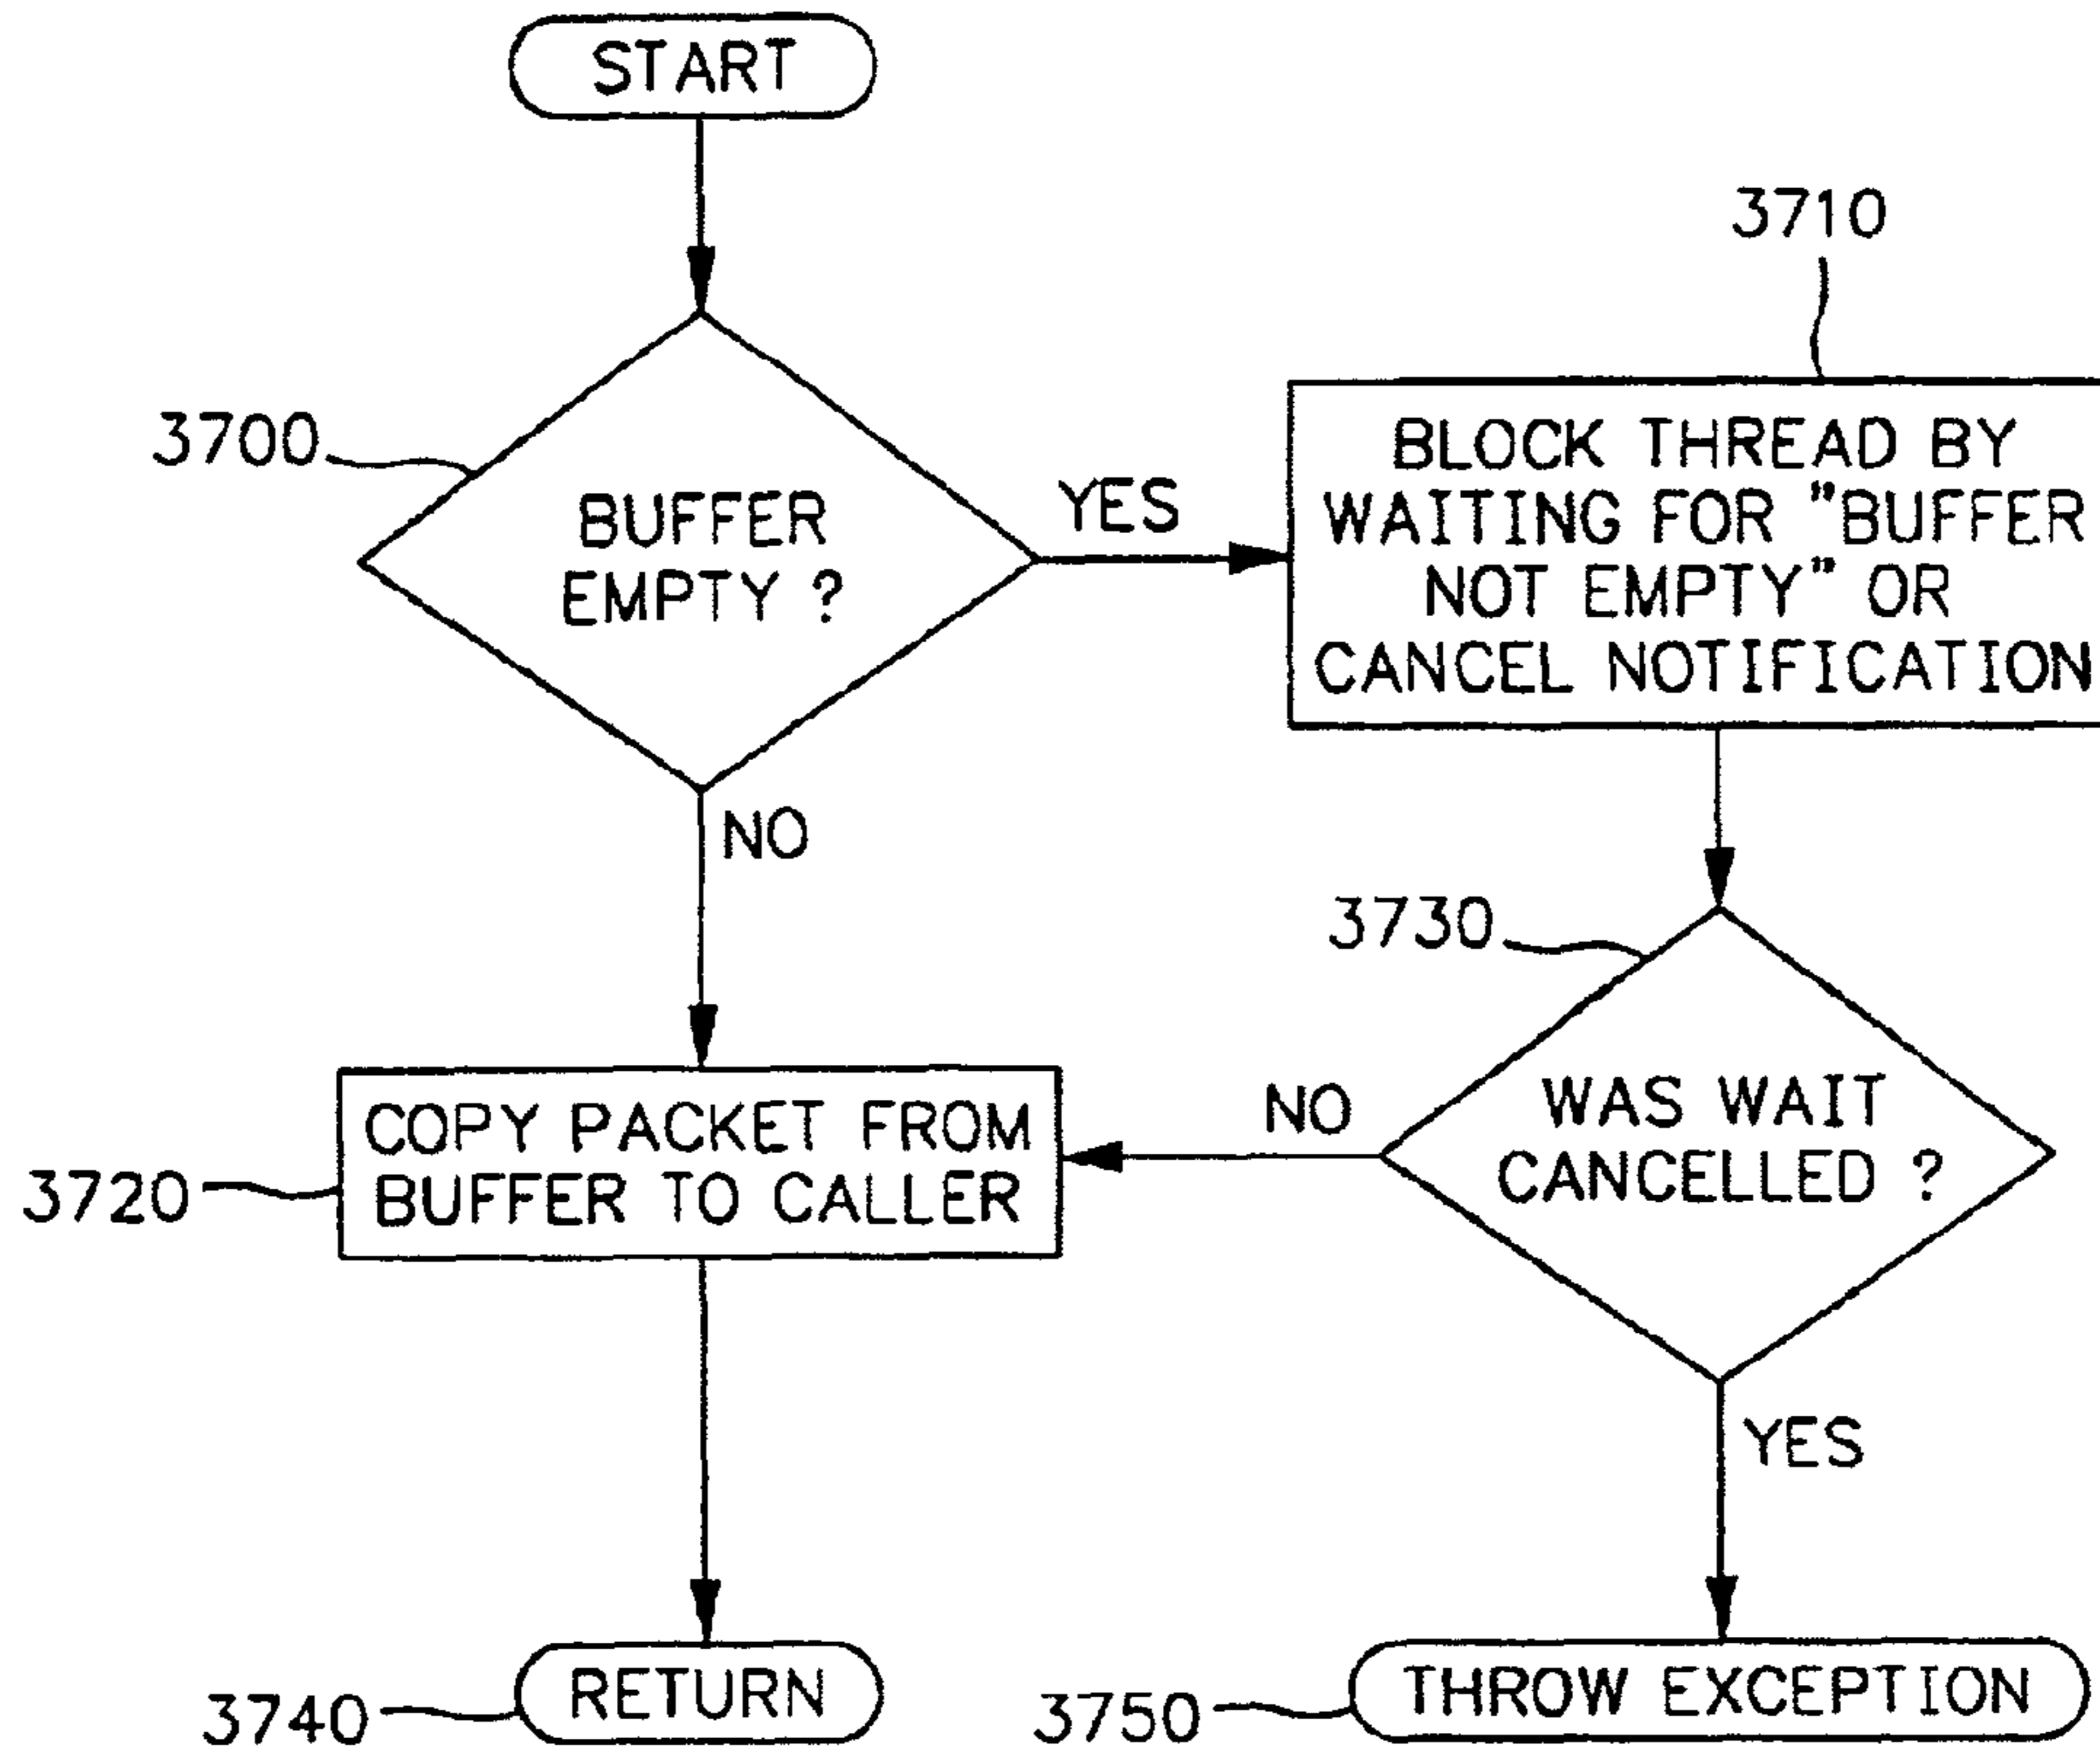 START
3710
3700
BUFFER
EMPTY ?
YES
BLOCK THREAD BY
WAITING FOR "BUFFER
NOT EMPTY" OR
CANCEL NOTIFICATION
NO
3730
WAS WAIT
CANCELLED ?
NO
COPY PACKET FROM
BUFFER TO CALLER
3720
YES
3740
RETURN
3750
THROW EXCEPTION